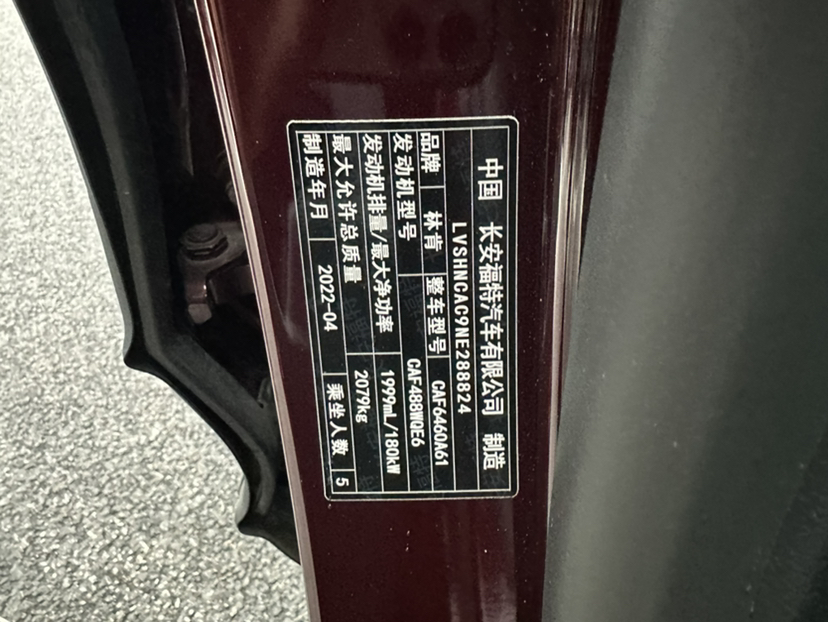 中国 长安福特汽车有限公司 制造
LVSHNCAC9NE288824
品牌 林肯 整车型号 CAF6460A61
发动机型号 CAF488WQE6
发动机排量/最大净功率 1999mL/180kW
最大允许总质量 2079kg
制造年月 2022-04 乘坐人数 5